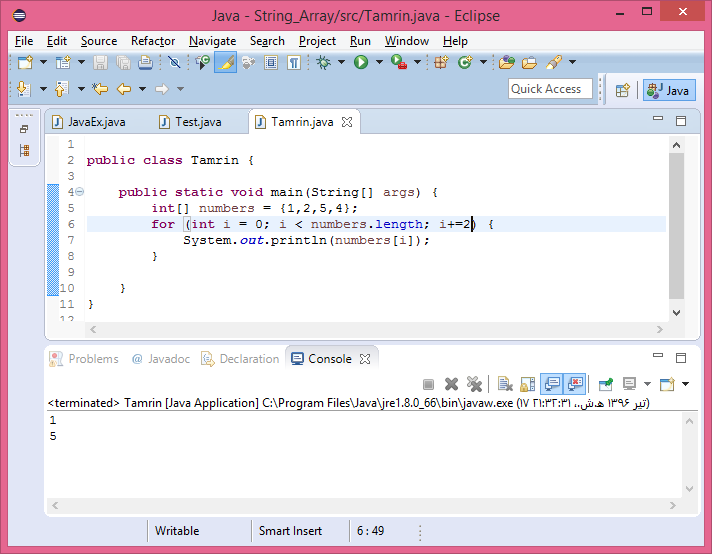 Java - String_Array/src/Tamrin.java - Eclipse
File Edit Source Refactor Navigate Search Project Run Window Help
Quick Access
Java
JavaEx.java Test.java Tamrin.java
1
2 public class Tamrin {
3
4 public static void main(String[] args) {
5 int[] numbers = {1,2,5,4};
6 for (int i = 0; i < numbers.length; i+=2) {
7 System.out.println(numbers[i]);
8 }
9
10 }
11 }
12
Problems @ Javadoc Declaration Console
<terminated> Tamrin [Java Application] C:\Program Files\Java\jre1.8.0_66\bin\javaw.exe (۱۷ تیر ۱۳۹۶ ه‍.ش.، ۲۱:۳۲:۳۱)
1
5
Writable Smart Insert 6 : 49